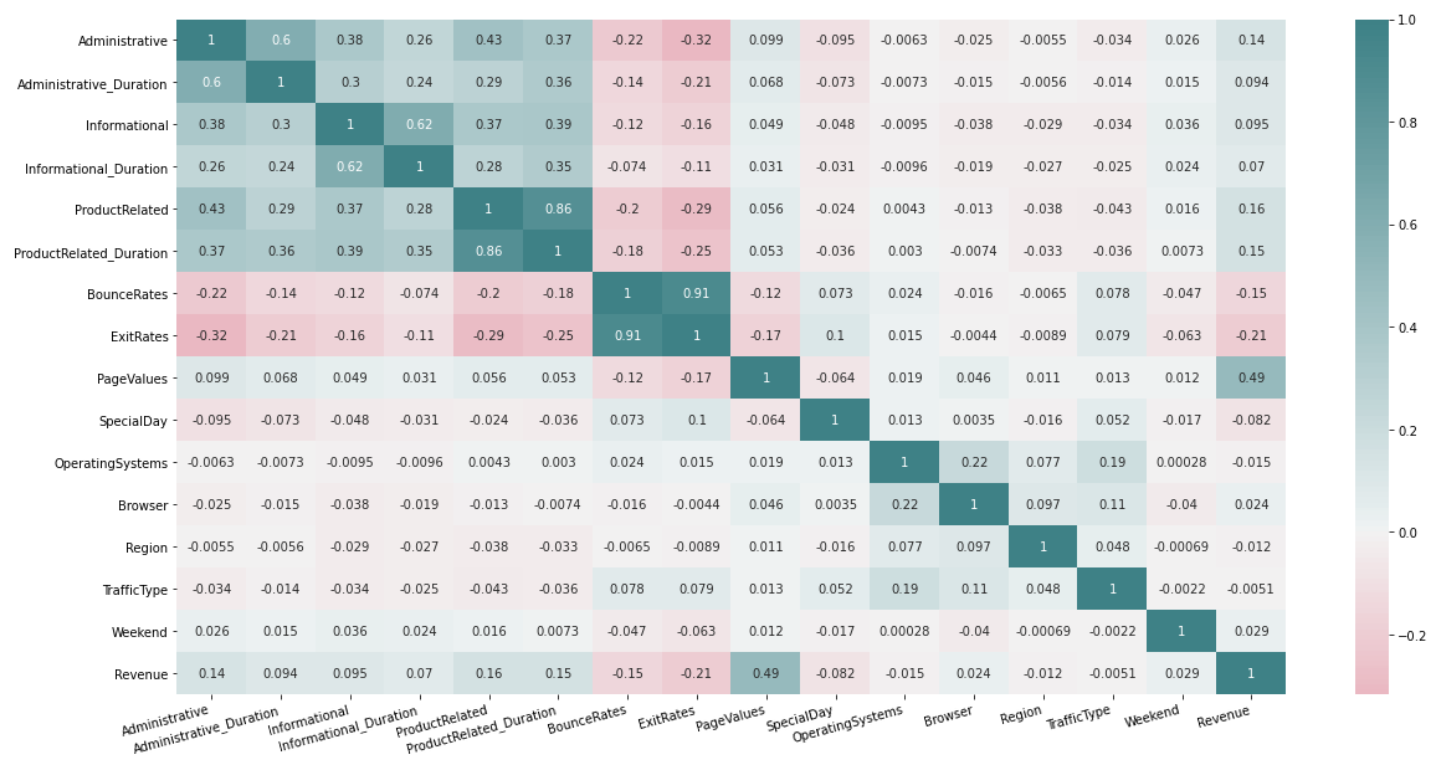 Administrative 1 0.6 0.38 0.26 0.43 0.37 -0.22 -0.32 0.099 -0.095 -0.0063 -0.025 -0.0055 -0.034 0.026 0.14
Administrative_Duration 0.6 1 0.3 0.24 0.29 0.36 -0.14 -0.21 0.068 -0.073 -0.0073 -0.015 -0.0056 -0.014 0.015 0.094
Informational 0.38 0.3 1 0.62 0.37 0.39 -0.12 -0.16 0.049 -0.048 -0.0095 -0.038 -0.029 -0.034 0.036 0.095
Informational_Duration 0.26 0.24 0.62 1 0.28 0.35 -0.074 -0.11 0.031 -0.031 -0.0096 -0.019 -0.027 -0.025 0.024 0.07
ProductRelated 0.43 0.29 0.37 0.28 1 0.86 -0.2 -0.29 0.056 -0.024 0.0043 -0.013 -0.038 -0.043 0.016 0.16
ProductRelated_Duration 0.37 0.36 0.39 0.35 0.86 1 -0.18 -0.25 0.053 -0.036 0.003 -0.0074 -0.033 -0.036 0.0073 0.15
BounceRates -0.22 -0.14 -0.12 -0.074 -0.2 -0.18 1 0.91 -0.12 0.073 0.024 -0.016 -0.0065 0.078 -0.047 -0.15
ExitRates -0.32 -0.21 -0.16 -0.11 -0.29 -0.25 0.91 1 -0.17 0.1 0.015 -0.0044 -0.0089 0.079 -0.063 -0.21
PageValues 0.099 0.068 0.049 0.031 0.056 0.053 -0.12 -0.17 1 -0.064 0.019 0.046 0.011 0.013 0.012 0.49
SpecialDay -0.095 -0.073 -0.048 -0.031 -0.024 -0.036 0.073 0.1 -0.064 1 0.013 0.0035 -0.016 0.052 -0.017 -0.082
OperatingSystems -0.0063 -0.0073 -0.0095 -0.0096 0.0043 0.003 0.024 0.015 0.019 0.013 1 0.22 0.077 0.19 0.00028 -0.015
Browser -0.025 -0.015 -0.038 -0.019 -0.013 -0.0074 -0.016 -0.0044 0.046 0.0035 0.22 1 0.097 0.11 -0.04 0.024
Region -0.0055 -0.0056 -0.029 -0.027 -0.038 -0.033 -0.0065 -0.0089 0.011 -0.016 0.077 0.097 1 0.048 -0.00069 -0.012
TrafficType -0.034 -0.014 -0.034 -0.025 -0.043 -0.036 0.078 0.079 0.013 0.052 0.19 0.11 0.048 1 -0.0022 -0.0051
Weekend 0.026 0.015 0.036 0.024 0.016 0.0073 -0.047 -0.063 0.012 -0.017 0.00028 -0.04 -0.00069 -0.0022 1 0.029
Revenue 0.14 0.094 0.095 0.07 0.16 0.15 -0.15 -0.21 0.49 -0.082 -0.015 0.024 -0.012 -0.0051 0.029 1
Administrative Administrative_Duration Informational Informational_Duration ProductRelated ProductRelated_Duration BounceRates ExitRates PageValues SpecialDay OperatingSystems Browser Region TrafficType Weekend Revenue
1.0
0.8
0.6
0.4
0.2
0.0
−0.2